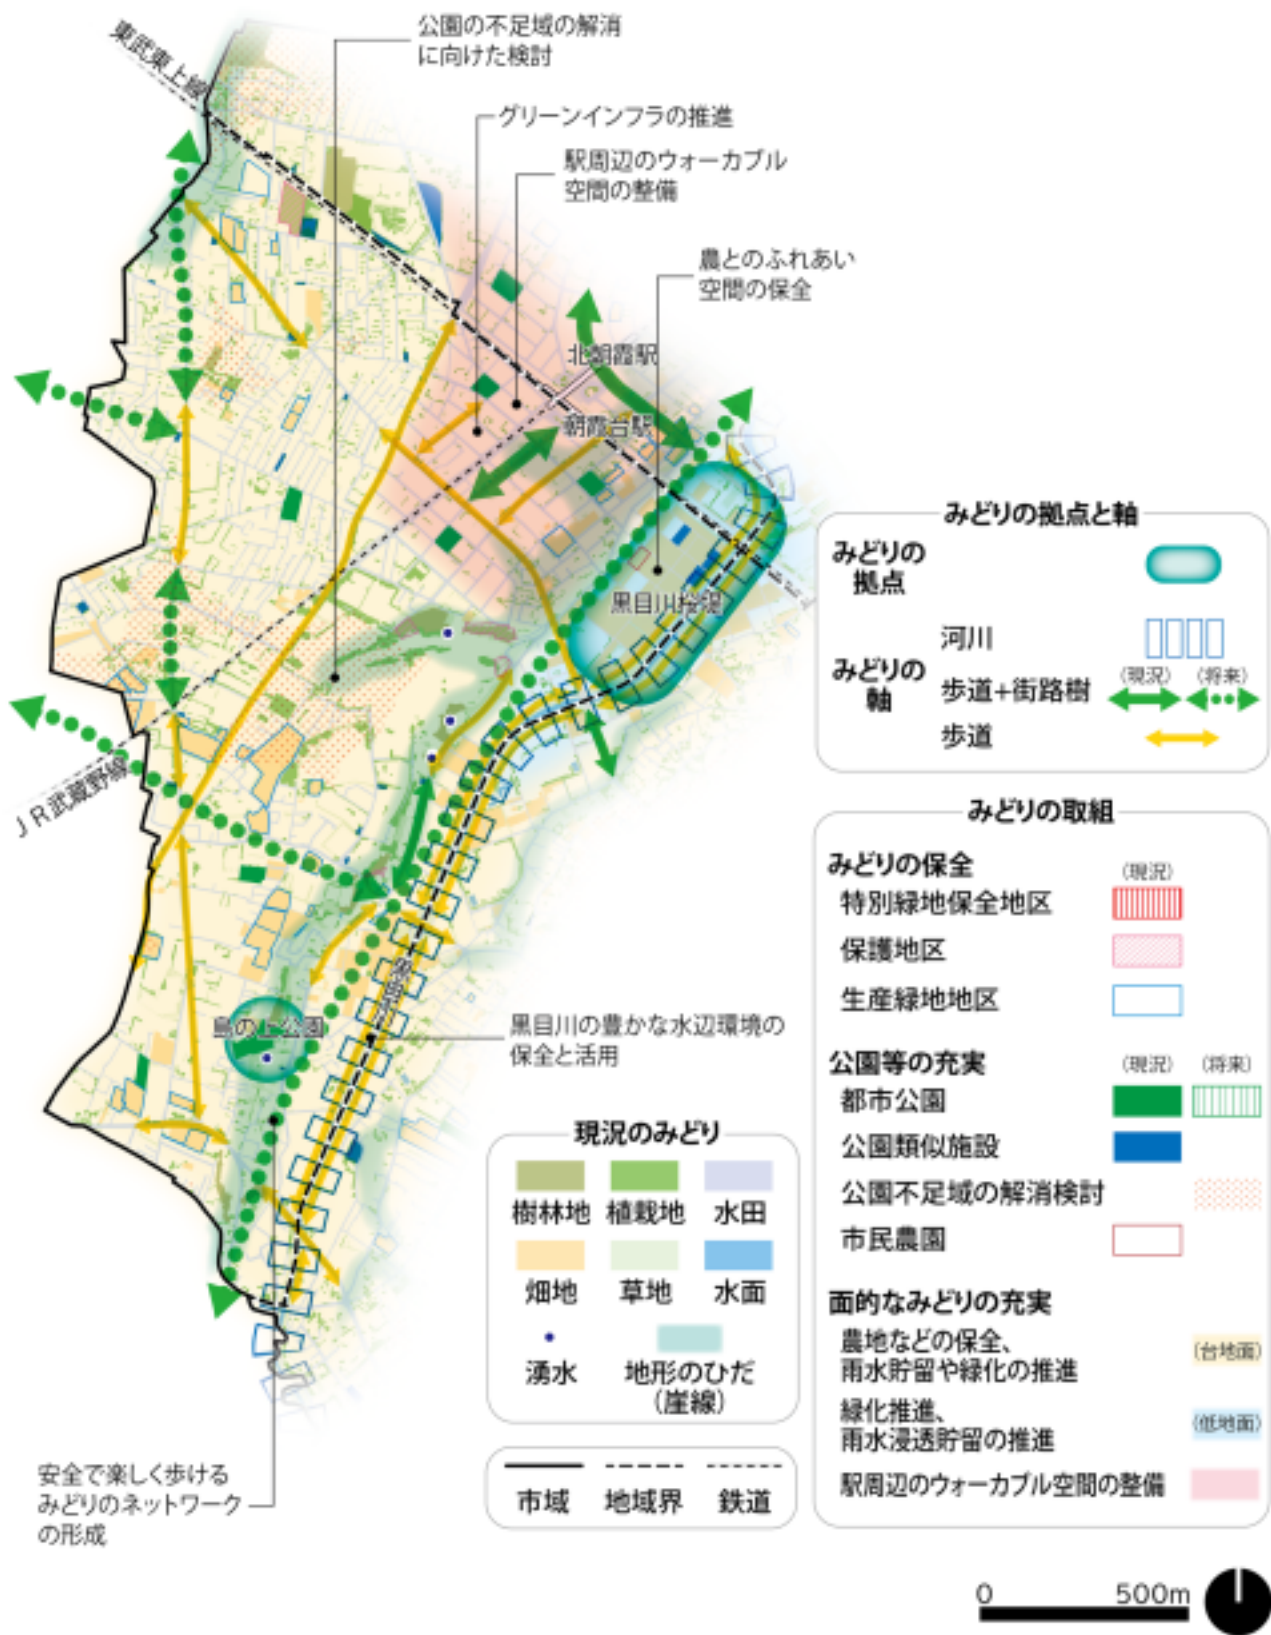 公園の不足域の解消
に向けた検討
東武東上線
グリーンインフラの推進
駅周辺のウォーカブル
空間の整備
農とのふれあい
空間の保全
北朝霞駅
朝霞台駅
黒目川桜堤
JR武蔵野線
黒目川
島の上公園
黒目川の豊かな水辺環境の
保全と活用
安全で楽しく歩ける
みどりのネットワーク
の形成
みどりの拠点と軸
みどりの
拠点
みどりの
軸
河川
(現況) (将来)
歩道+街路樹
歩道
みどりの取組
みどりの保全
(現況)
特別緑地保全地区
保護地区
生産緑地地区
公園等の充実
(現況) (将来)
都市公園
公園類似施設
公園不足域の解消検討
市民農園
面的なみどりの充実
農地などの保全、
雨水貯留や緑化の推進
(台地面)
緑化推進、
雨水浸透貯留の推進
(低地面)
駅周辺のウォーカブル空間の整備
現況のみどり
樹林地 植栽地 水田
畑地 草地 水面
湧水 地形のひだ
(崖線)
市域 地域界 鉄道
0 500m